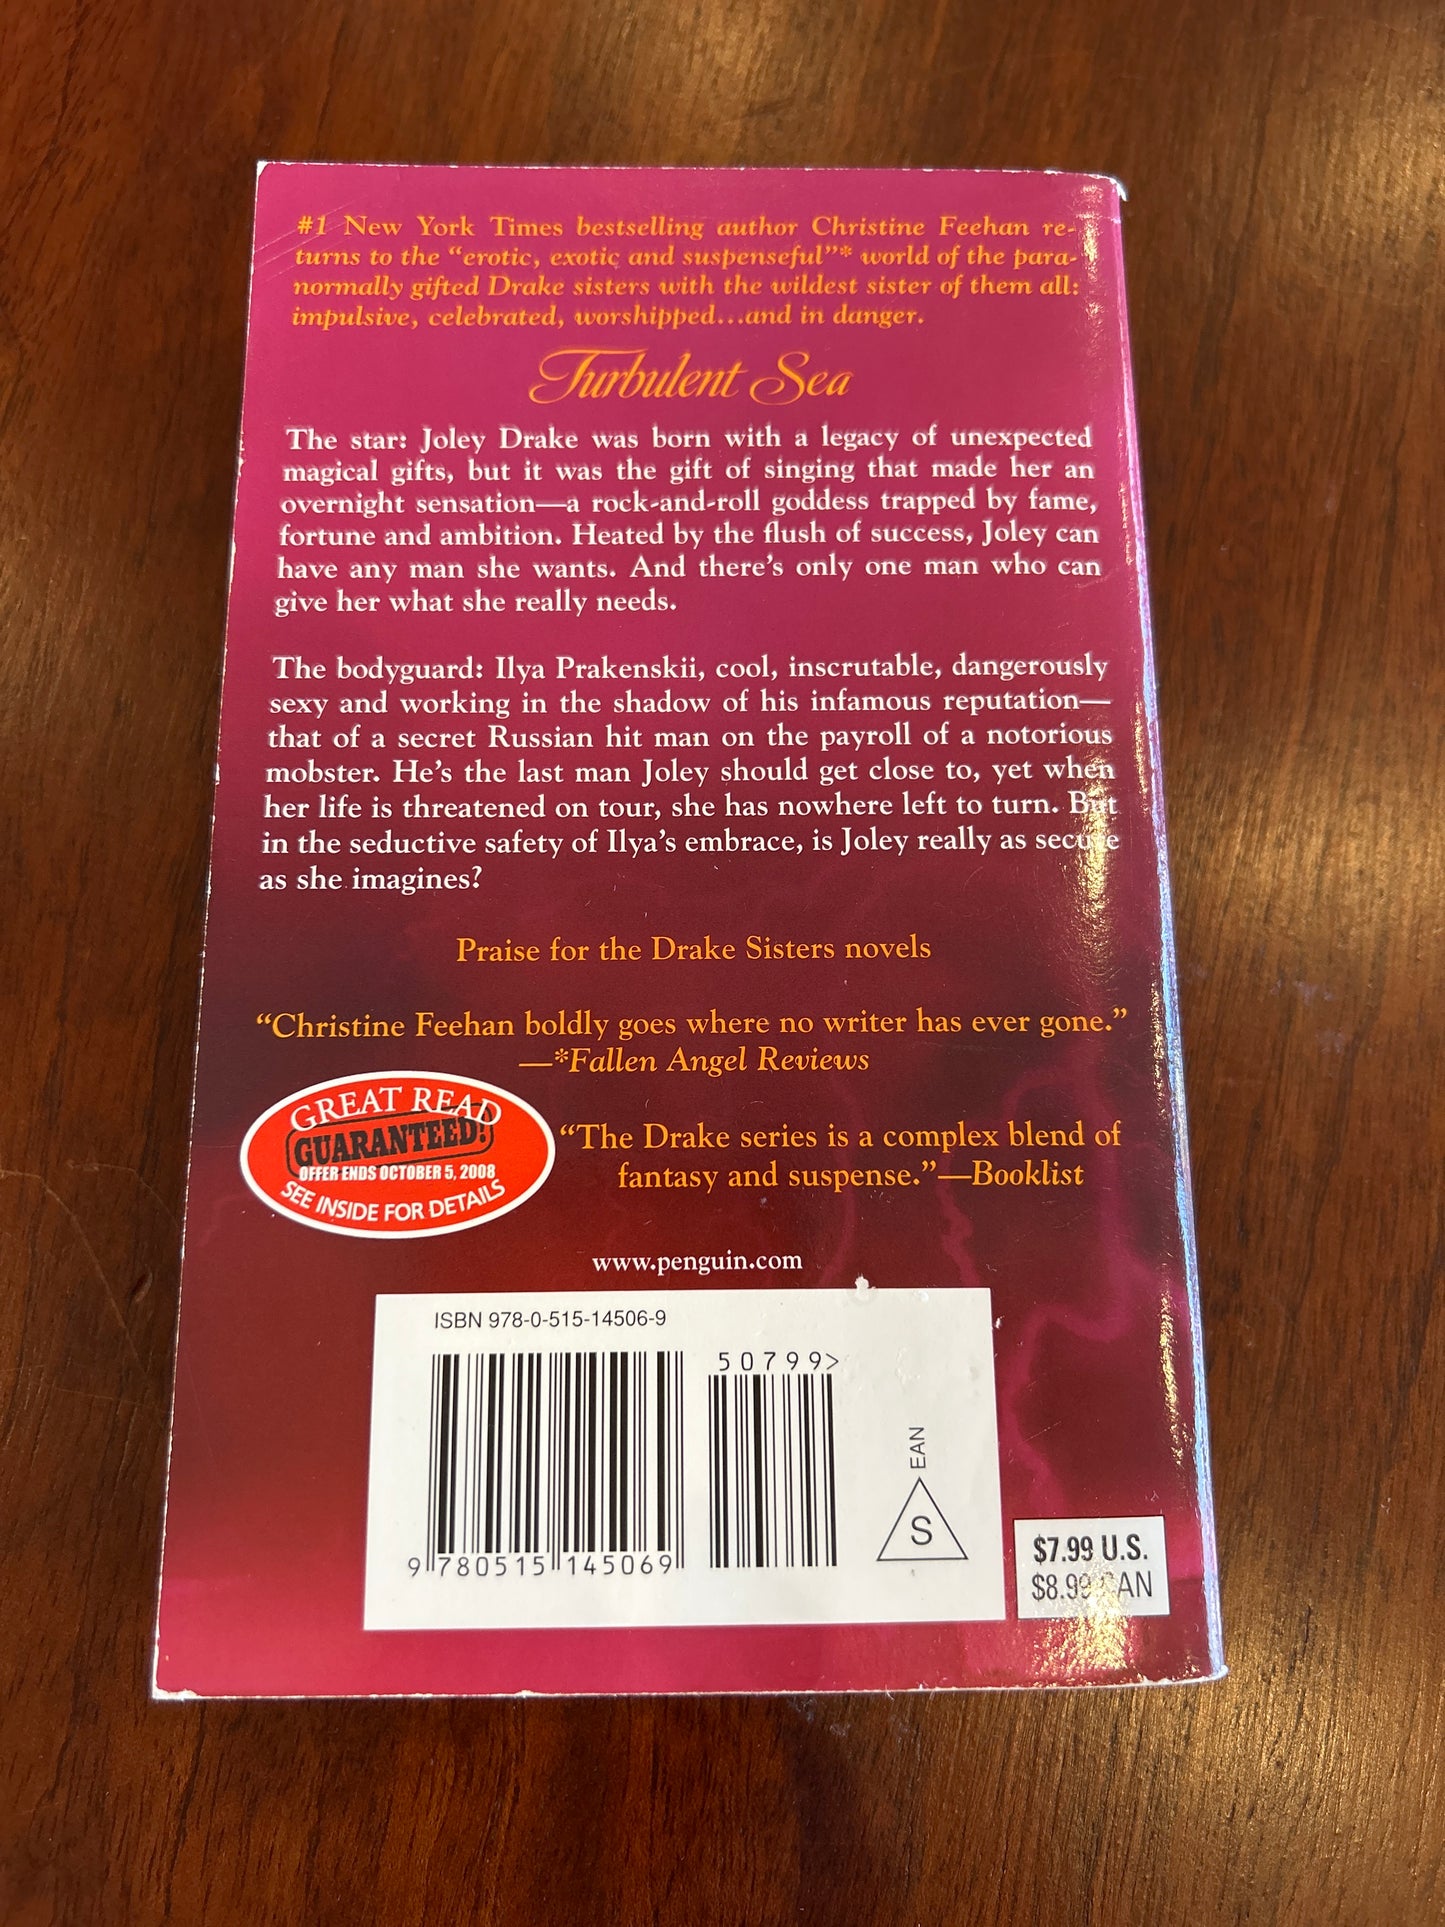 #1 New York Times bestselling author Christine Feehan re-
turns to the “erotic, exotic and suspenseful”* world of the para-
normally gifted Drake sisters with the wildest sister of them all:
impulsive, celebrated, worshipped...and in danger.
Turbulent Sea
The star: Joley Drake was born with a legacy of unexpected
magical gifts, but it was the gift of singing that made her an
overnight sensation—a rock-and-roll goddess trapped by fame,
fortune and ambition. Heated by the flush of success, Joley can
have any man she wants. And there’s only one man who can
give her what she really needs.
The bodyguard: Ilya Prakenskii, cool, inscrutable, dangerously
sexy and working in the shadow of his infamous reputation—
that of a secret Russian hit man on the payroll of a notorious
mobster. He’s the last man Joley should get close to, yet when
her life is threatened on tour, she has nowhere left to turn. But
in the seductive safety of Ilya’s embrace, is Joley really as secure
as she imagines?
Praise for the Drake Sisters novels
“Christine Feehan boldly goes where no writer has ever gone.”
—*Fallen Angel Reviews
GREAT READ
GUARANTEED!
OFFER ENDS OCTOBER 5, 2008
SEE INSIDE FOR DETAILS
“The Drake series is a complex blend of
fantasy and suspense.”—Booklist
www.penguin.com
ISBN 978-0-515-14506-9
50799>
9 780515 145069
EAN
S
$7.99 U.S.
$8.99 CAN